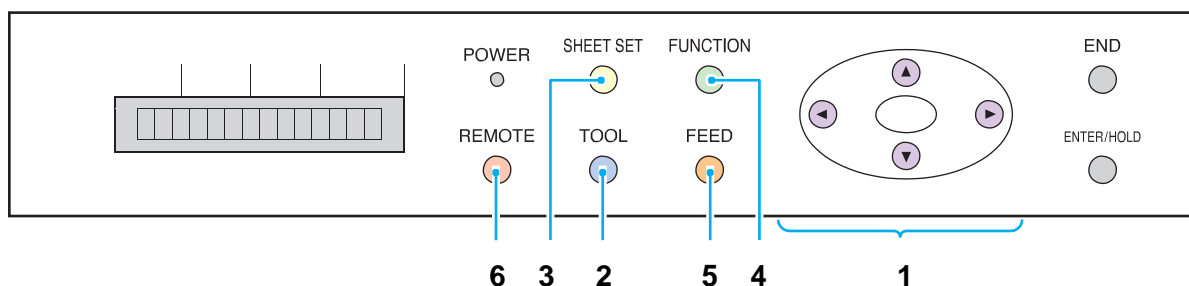 POWER SHEET SET FUNCTION END
REMOTE TOOL FEED ENTER/HOLD
6 3 2 5 4 1